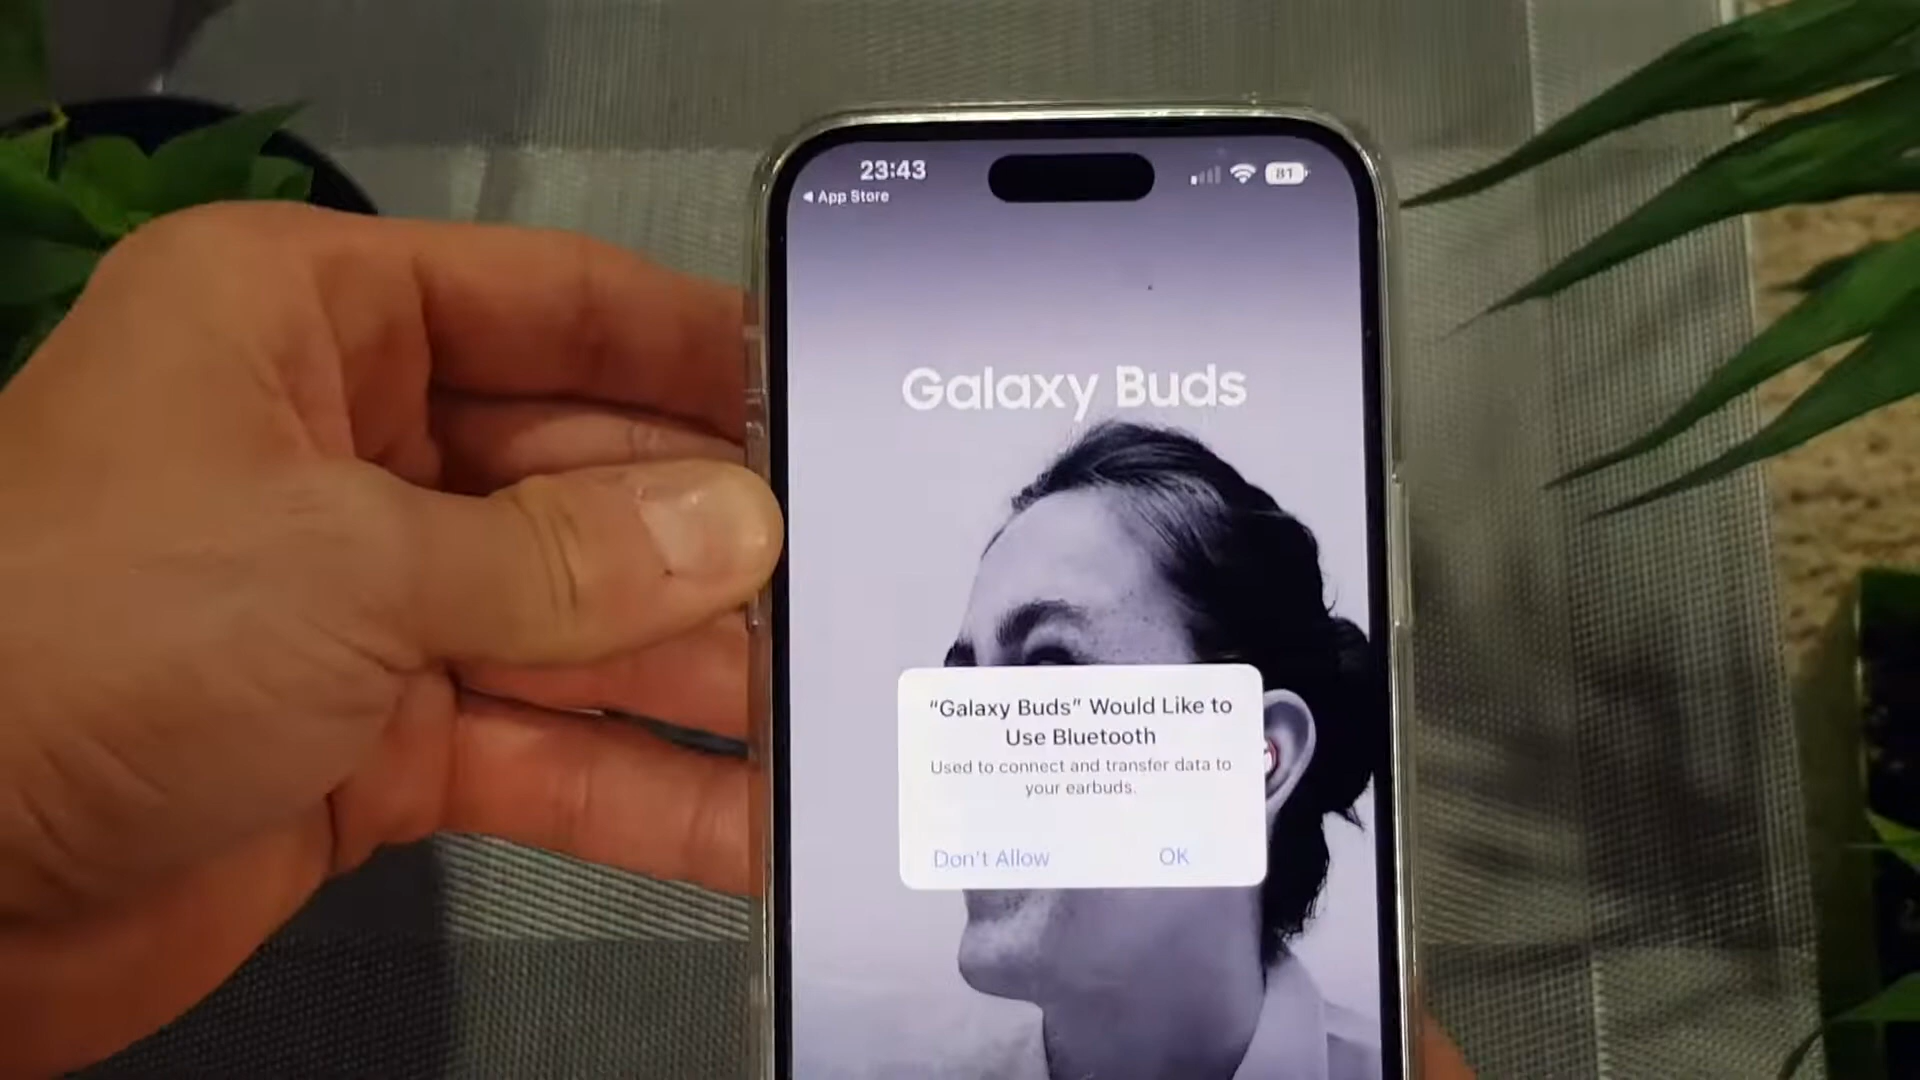 23:43
81
◀ App Store
Galaxy Buds
“Galaxy Buds” Would Like to
Use Bluetooth
Used to connect and transfer data to
your earbuds.
Don't Allow
OK